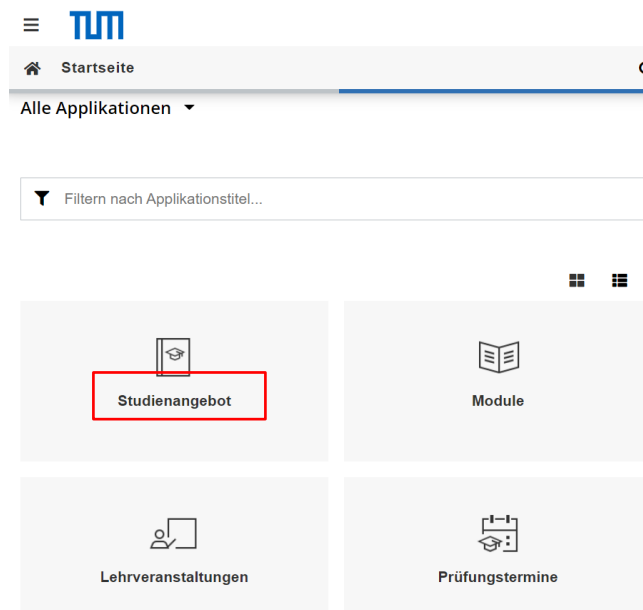 TUM
Startseite
Alle Applikationen
Filtern nach Applikationstitel...
Studienangebot
Module
Lehrveranstaltungen
Prüfungstermine